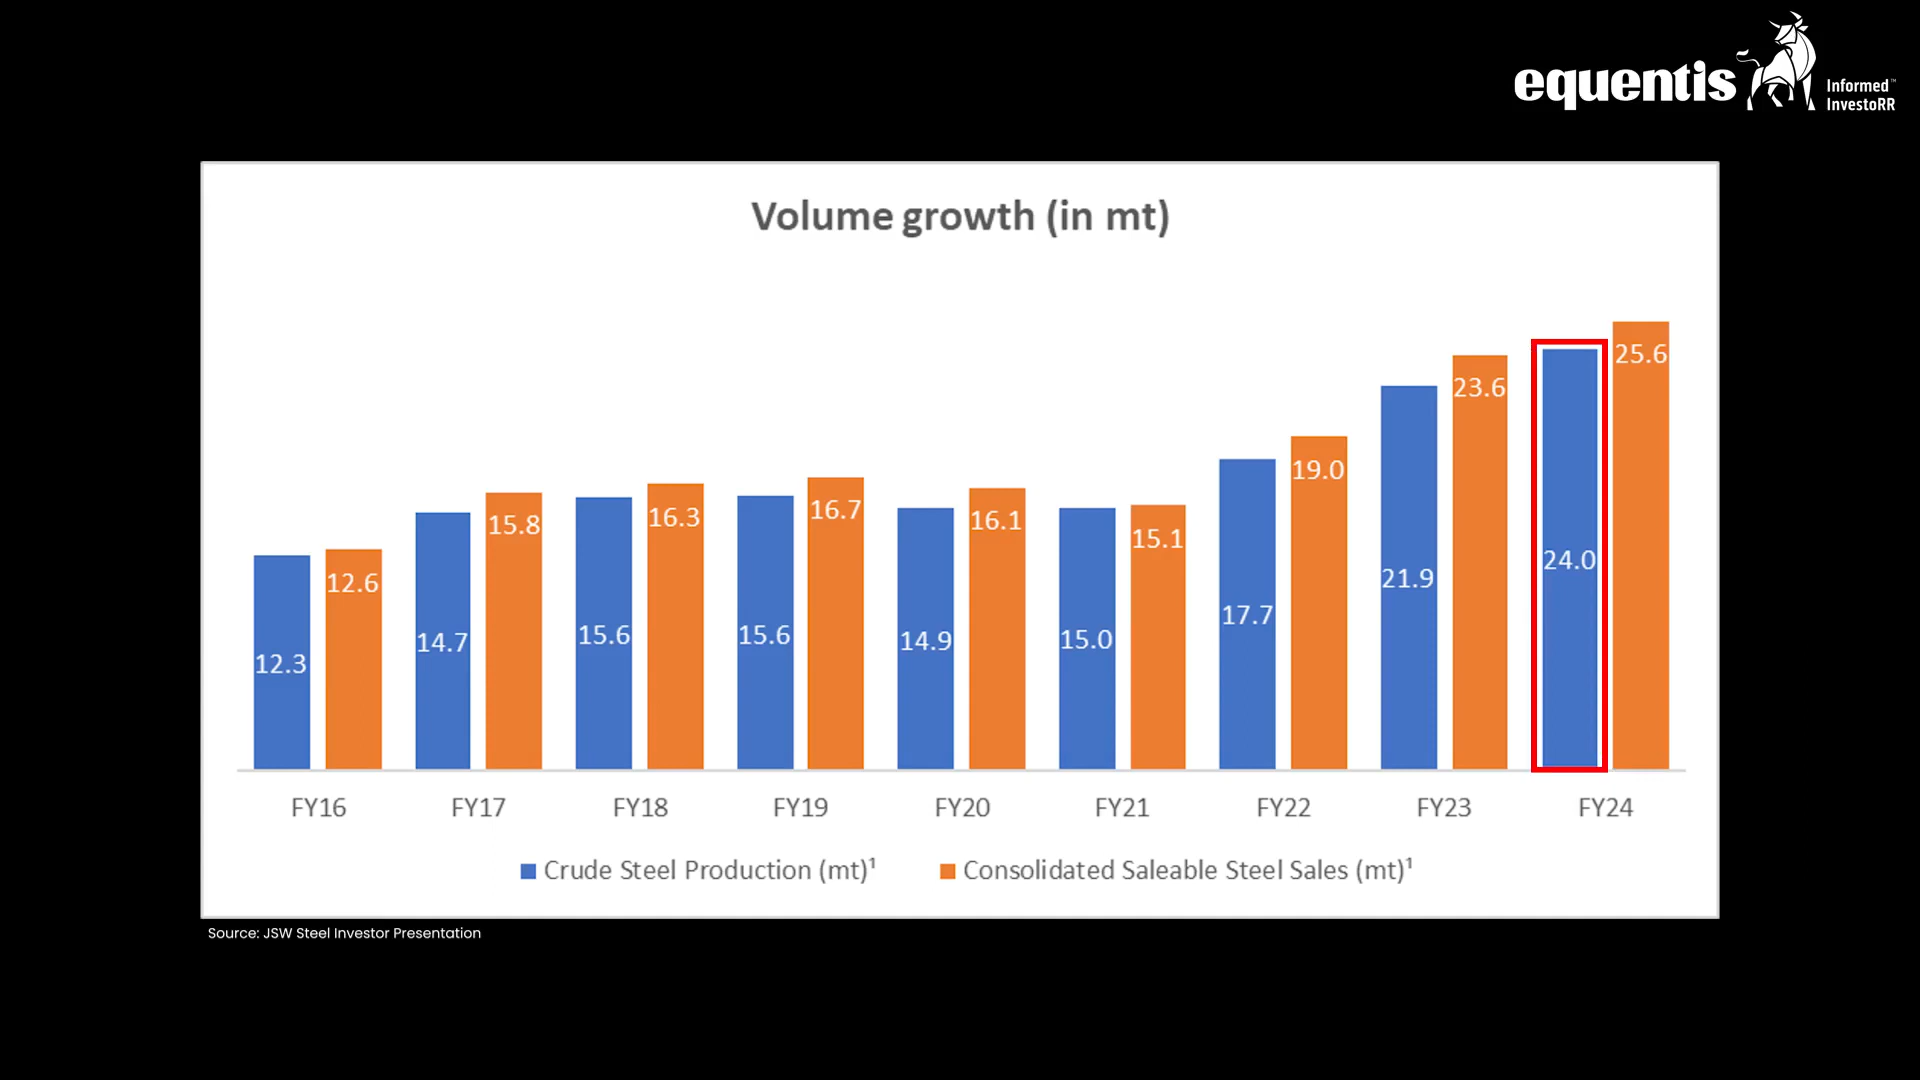 equentis
Informed™
InvestoRR
Volume growth (in mt)
12.3 12.6 14.7 15.8 15.6 16.3 15.6 16.7 14.9 16.1 15.0 15.1 17.7 19.0 21.9 23.6 24.0 25.6
FY16 FY17 FY18 FY19 FY20 FY21 FY22 FY23 FY24
Crude Steel Production (mt)¹ Consolidated Saleable Steel Sales (mt)¹
Source: JSW Steel Investor Presentation